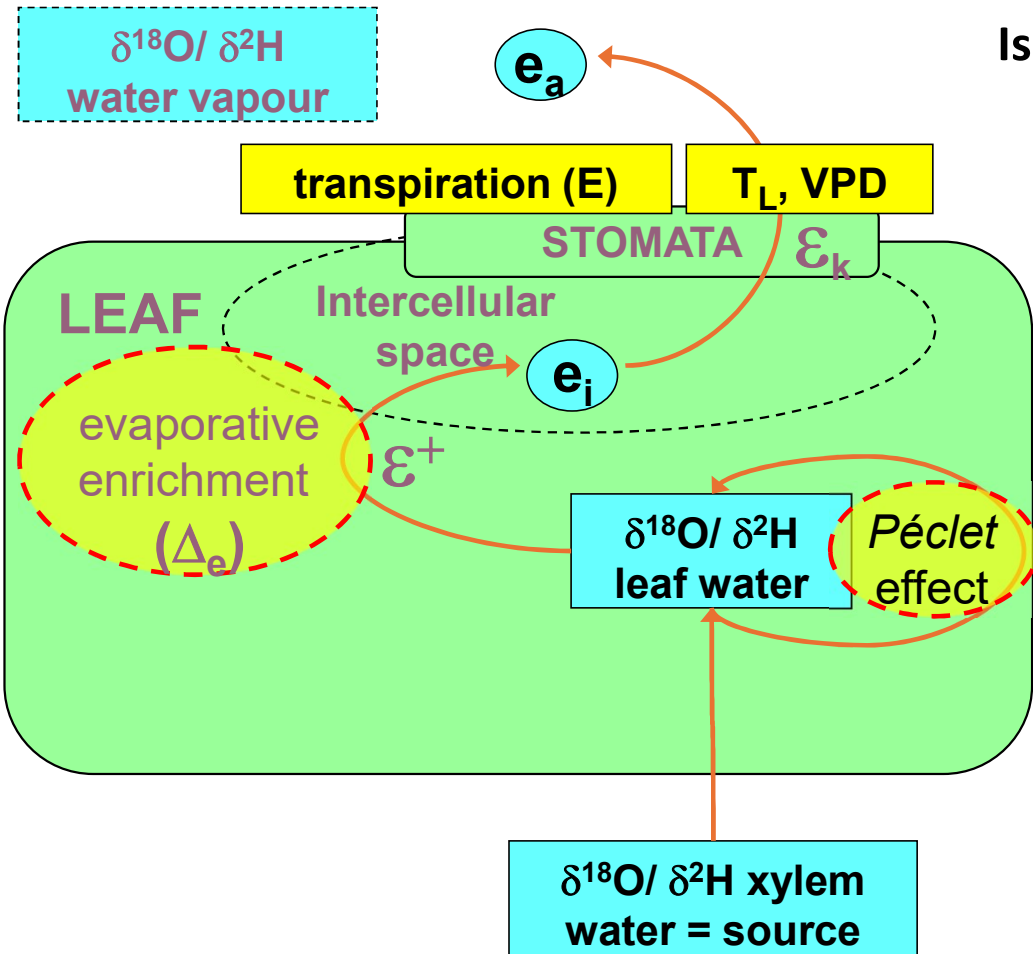 δ¹⁸O/ δ²H
water vapour
Is
eₐ
transpiration (E)
T_L, VPD
STOMATA
εₖ
LEAF
Intercellular
space
eᵢ
evaporative
enrichment
(Δₑ)
ε⁺
δ¹⁸O/ δ²H
leaf water
Péclet
effect
δ¹⁸O/ δ²H xylem
water = source